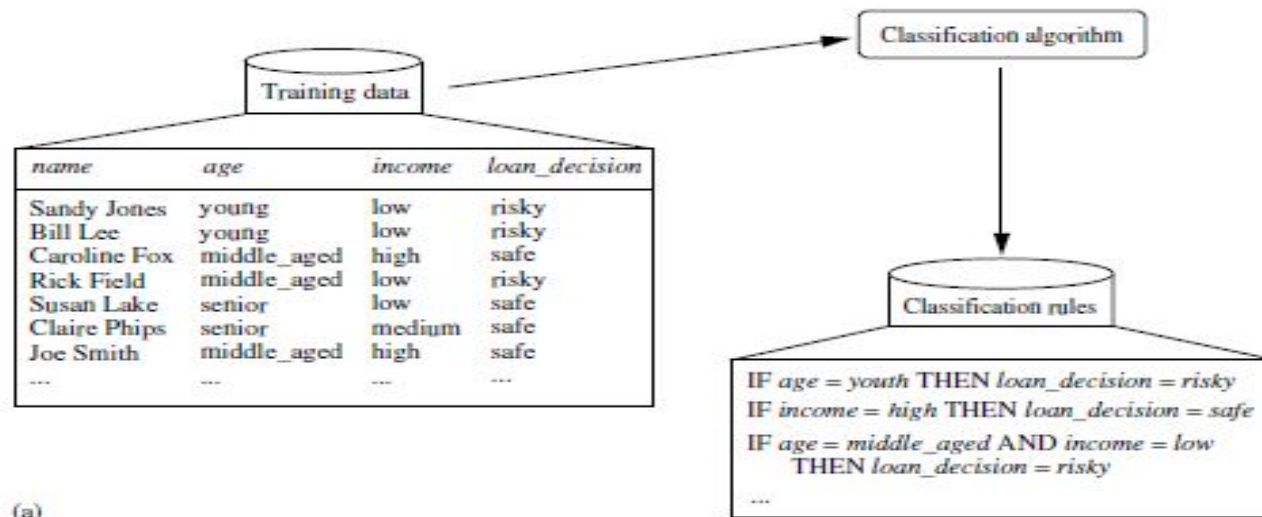 Classification algorithm
Training data
name age income loan_decision
Sandy Jones young low risky
Bill Lee young low risky
Caroline Fox middle_aged high safe
Rick Field middle_aged low risky
Susan Lake senior low safe
Claire Phips senior medium safe
Joe Smith middle_aged high safe
... ... ... ...
Classification rules
IF age = youth THEN loan_decision = risky
IF income = high THEN loan_decision = safe
IF age = middle_aged AND income = low
THEN loan_decision = risky
...
(a)